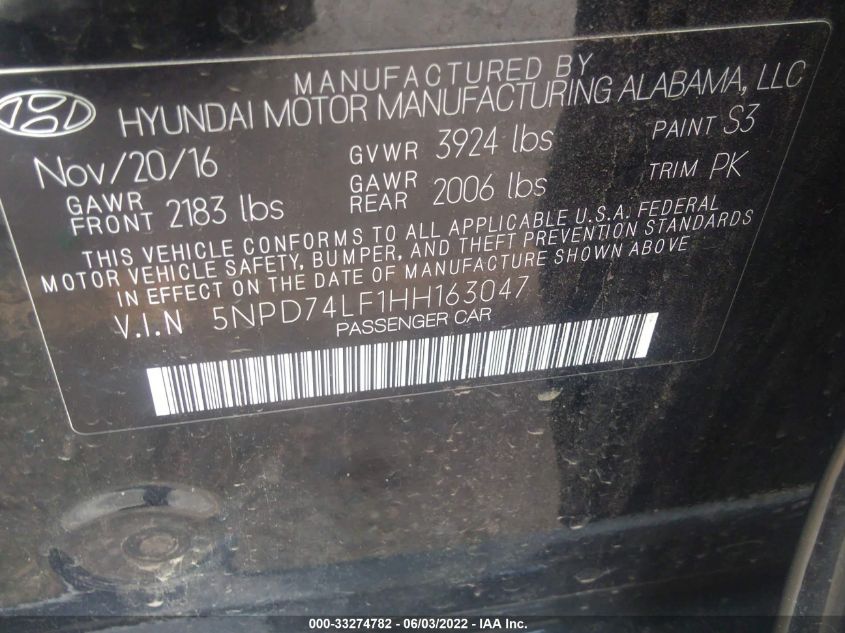 MANUFACTURED BY
HYUNDAI MOTOR MANUFACTURING ALABAMA, LLC
Nov/20/16 GVWR 3924 lbs PAINT S3
GAWR FRONT 2183 lbs GAWR REAR 2006 lbs TRIM PK
THIS VEHICLE CONFORMS TO ALL APPLICABLE U.S.A. FEDERAL
MOTOR VEHICLE SAFETY, BUMPER, AND THEFT PREVENTION STANDARDS
IN EFFECT ON THE DATE OF MANUFACTURE SHOWN ABOVE
V.I.N 5NPD74LF1HH163047
PASSENGER CAR
000-33274782 - 06/03/2022 - IAA Inc.